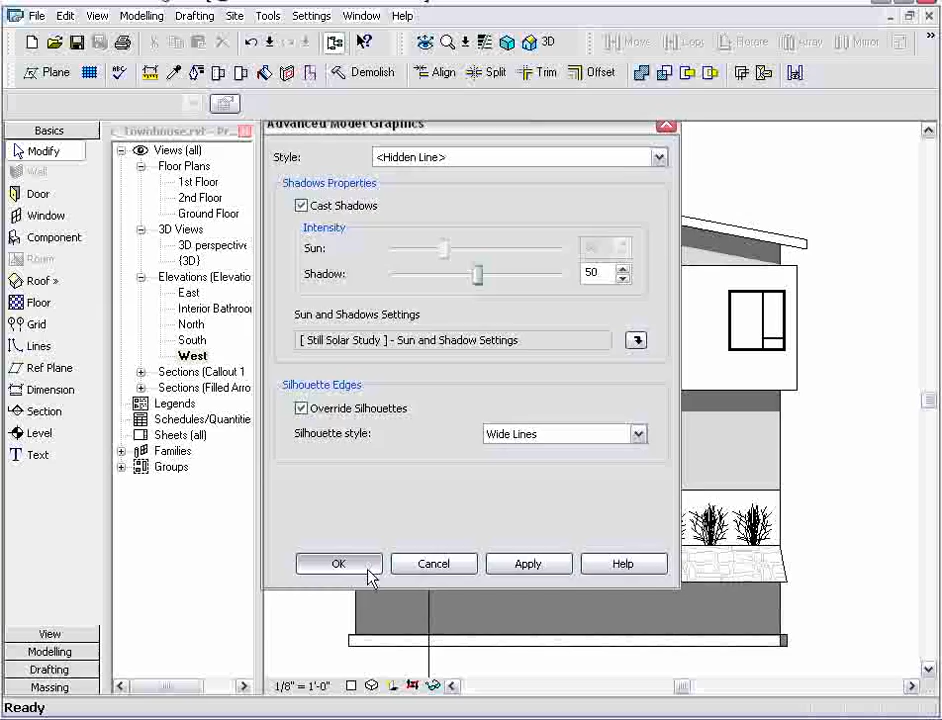 File Edit View Modelling Drafting Site Tools Settings Window Help
3D Move Copy Rotate Array Mirror
Plane Demolish Align Split Trim Offset
Basics
Modify
Wall
Door
Window
Component
Room
Roof »
Floor
Grid
Lines
Ref Plane
Dimension
Section
Level
Text
View
Modelling
Drafting
Massing
Townhouse.rvt - Pr...
Views (all)
Floor Plans
1st Floor
2nd Floor
Ground Floor
3D Views
3D perspective
{3D}
Elevations (Elevatio
East
Interior Bathroo
North
South
West
Sections (Callout 1
Sections (Filled Arro
Legends
Schedules/Quantitie
Sheets (all)
Families
Groups
Advanced Model Graphics
Style: <Hidden Line>
Shadows Properties
Cast Shadows
Intensity
Sun:
Shadow: 50
Sun and Shadows Settings
[ Still Solar Study ] - Sun and Shadow Settings
Silhouette Edges
Override Silhouettes
Silhouette style: Wide Lines
OK Cancel Apply Help
1/8" = 1'-0"
Ready